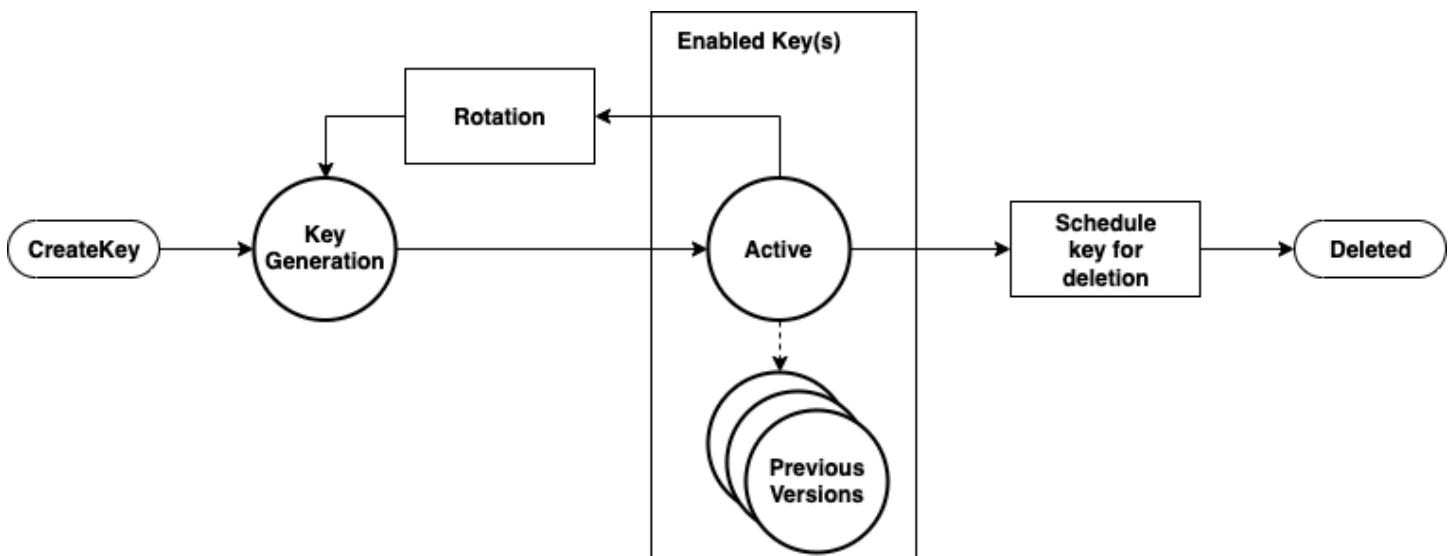 Enabled Key(s)
Rotation
CreateKey
Key
Generation
Active
Schedule
key for
deletion
Deleted
Previous
Versions